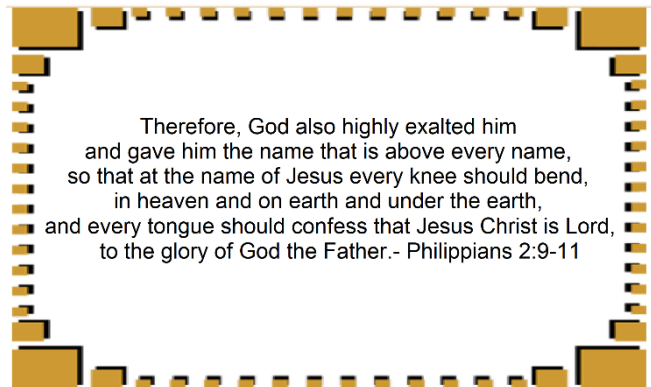 Therefore, God also highly exalted him
and gave him the name that is above every name,
so that at the name of Jesus every knee should bend,
in heaven and on earth and under the earth,
and every tongue should confess that Jesus Christ is Lord,
to the glory of God the Father.- Philippians 2:9-11